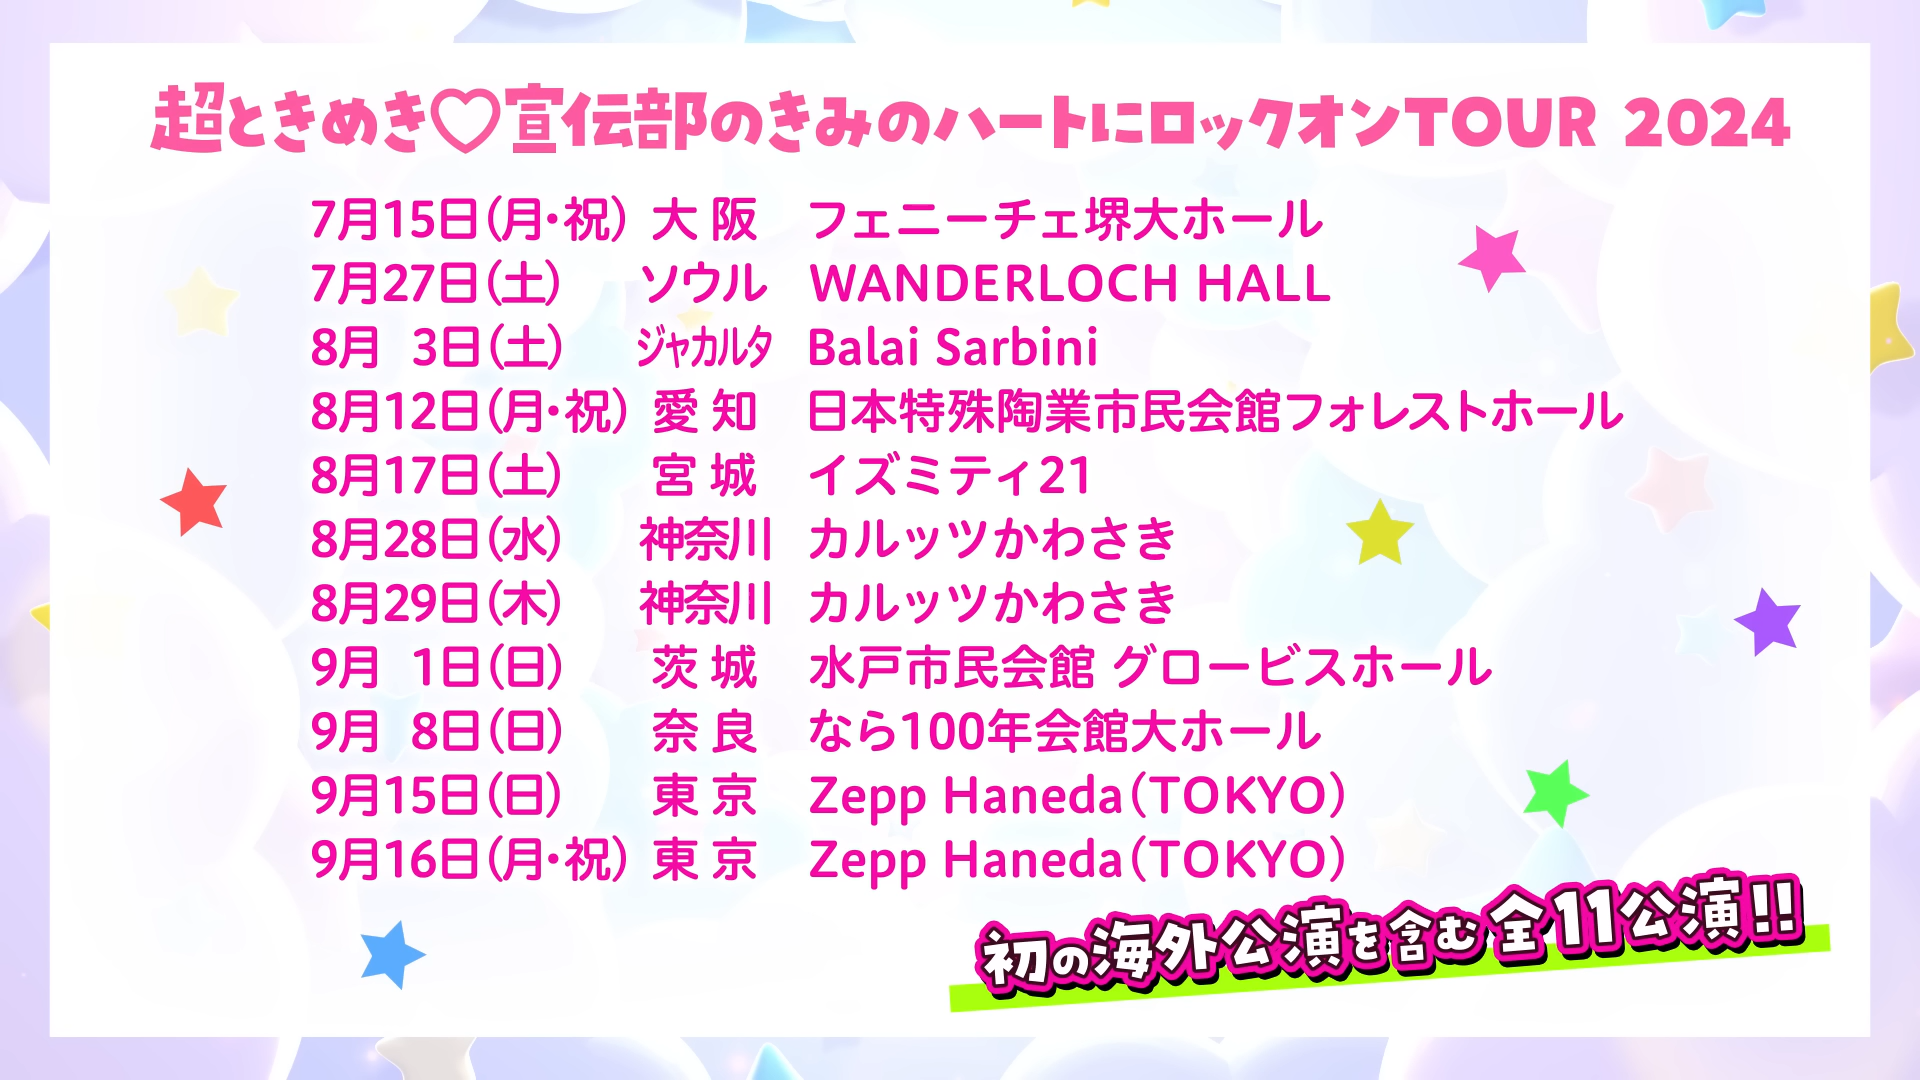 超ときめき♡宣伝部のきみのハートにロックオンTOUR 2024
7月15日(月・祝) 大 阪 フェニーチェ堺大ホール
7月27日(土) ソウル WANDERLOCH HALL
8月 3日(土) ジャカルタ Balai Sarbini
8月12日(月・祝) 愛 知 日本特殊陶業市民会館フォレストホール
8月17日(土) 宮 城 イズミティ21
8月28日(水) 神奈川 カルッツかわさき
8月29日(木) 神奈川 カルッツかわさき
9月 1日(日) 茨 城 水戸市民会館 グロービスホール
9月 8日(日) 奈 良 なら100年会館大ホール
9月15日(日) 東 京 Zepp Haneda(TOKYO)
9月16日(月・祝) 東 京 Zepp Haneda(TOKYO)
初の海外公演を含む全11公演!!